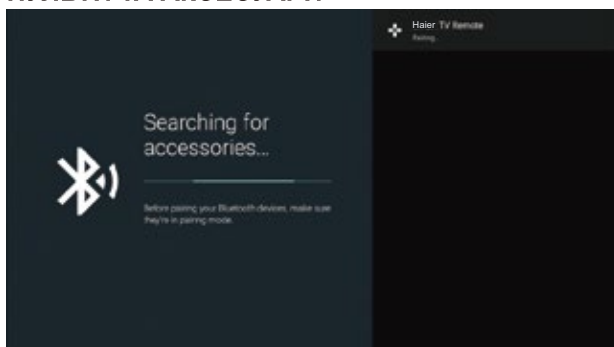 Haier TV Remote
Pairing...
Searching for
accessories...
Before pairing your Bluetooth devices, make sure
they're in pairing mode.